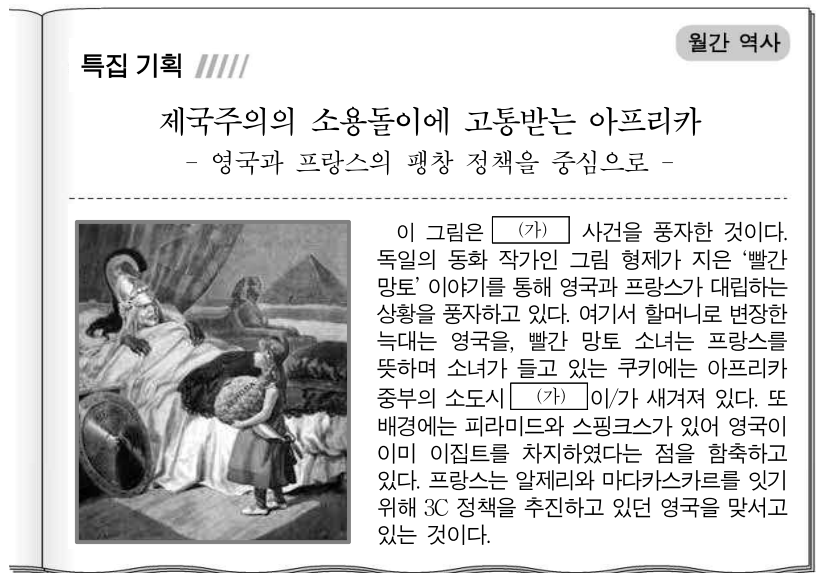 월간 역사
특집 기획
제국주의의 소용돌이에 고통받는 아프리카
- 영국과 프랑스의 팽창 정책을 중심으로 -
이 그림은 (가) 사건을 풍자한 것이다.
독일의 동화 작가인 그림 형제가 지은 ‘빨간
망토’ 이야기를 통해 영국과 프랑스가 대립하는
상황을 풍자하고 있다. 여기서 할머니로 변장한
늑대는 영국을, 빨간 망토 소녀는 프랑스를
뜻하며 소녀가 들고 있는 쿠키에는 아프리카
중부의 소도시 (가) 이/가 새겨져 있다. 또
배경에는 피라미드와 스핑크스가 있어 영국이
이미 이집트를 차지하였다는 점을 함축하고
있다. 프랑스는 알제리와 마다카스카르를 잇기
위해 3C 정책을 추진하고 있던 영국을 맞서고
있는 것이다.